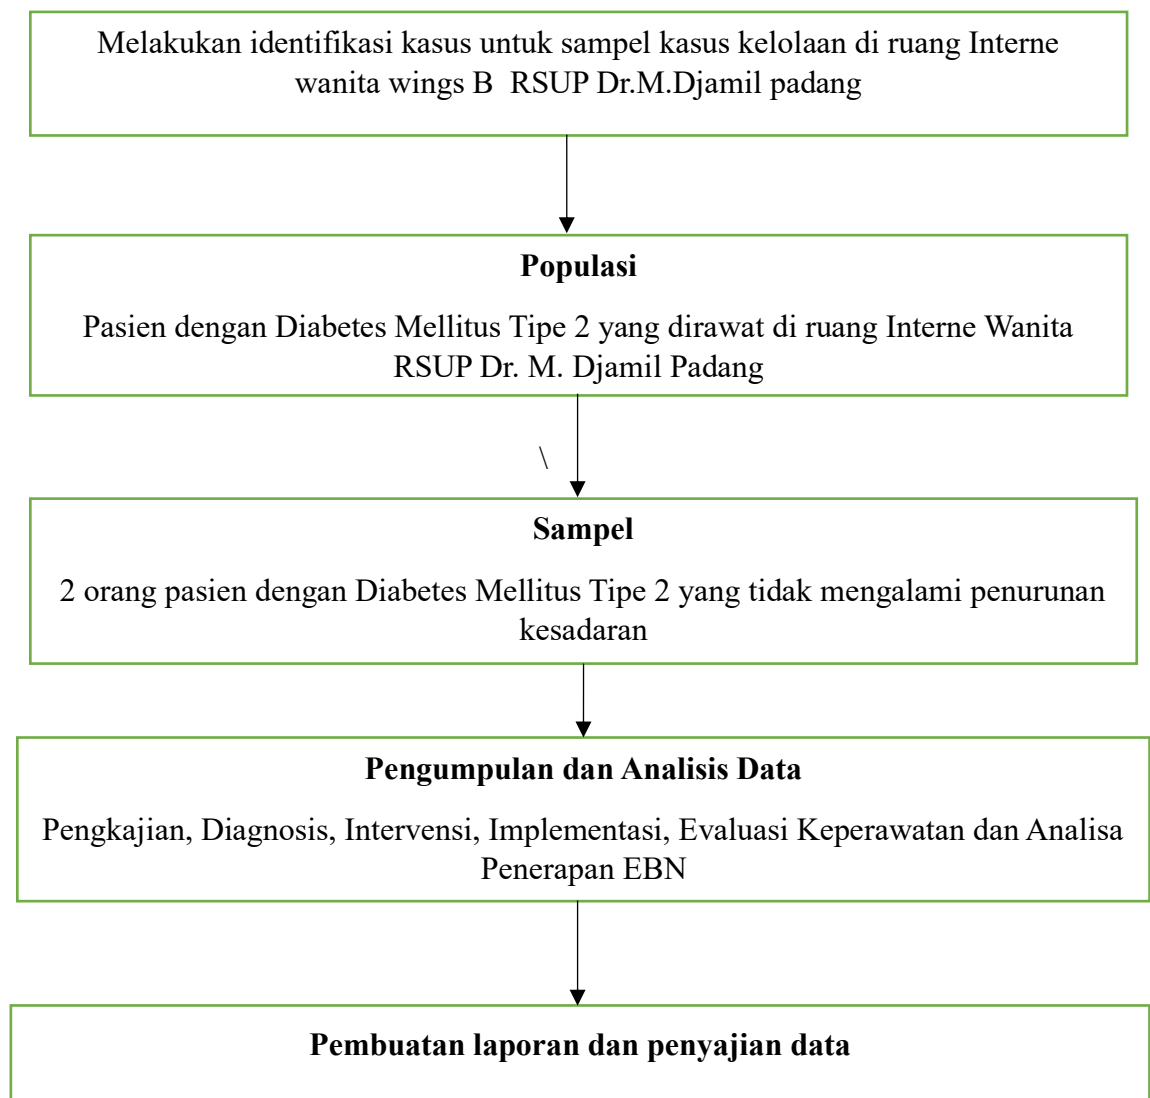 Melakukan identifikasi kasus untuk sampel kasus kelolaan di ruang Interne
wanita wings B  RSUP Dr.M.Djamil padang
Populasi
Pasien dengan Diabetes Mellitus Tipe 2 yang dirawat di ruang Interne Wanita
RSUP Dr. M. Djamil Padang
\
Sampel
2 orang pasien dengan Diabetes Mellitus Tipe 2 yang tidak mengalami penurunan
kesadaran
Pengumpulan dan Analisis Data
Pengkajian, Diagnosis, Intervensi, Implementasi, Evaluasi Keperawatan dan Analisa
Penerapan EBN
Pembuatan laporan dan penyajian data